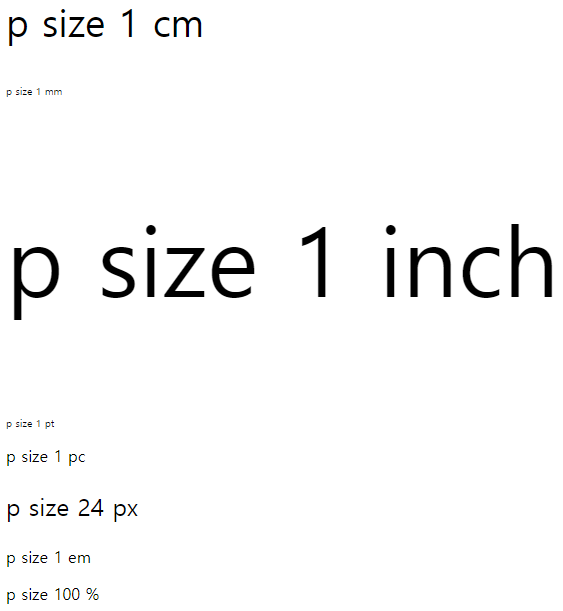 p size 1 cm
p size 1 mm
p size 1 inch
p size 1 pt
p size 1 pc
p size 24 px
p size 1 em
p size 100 %